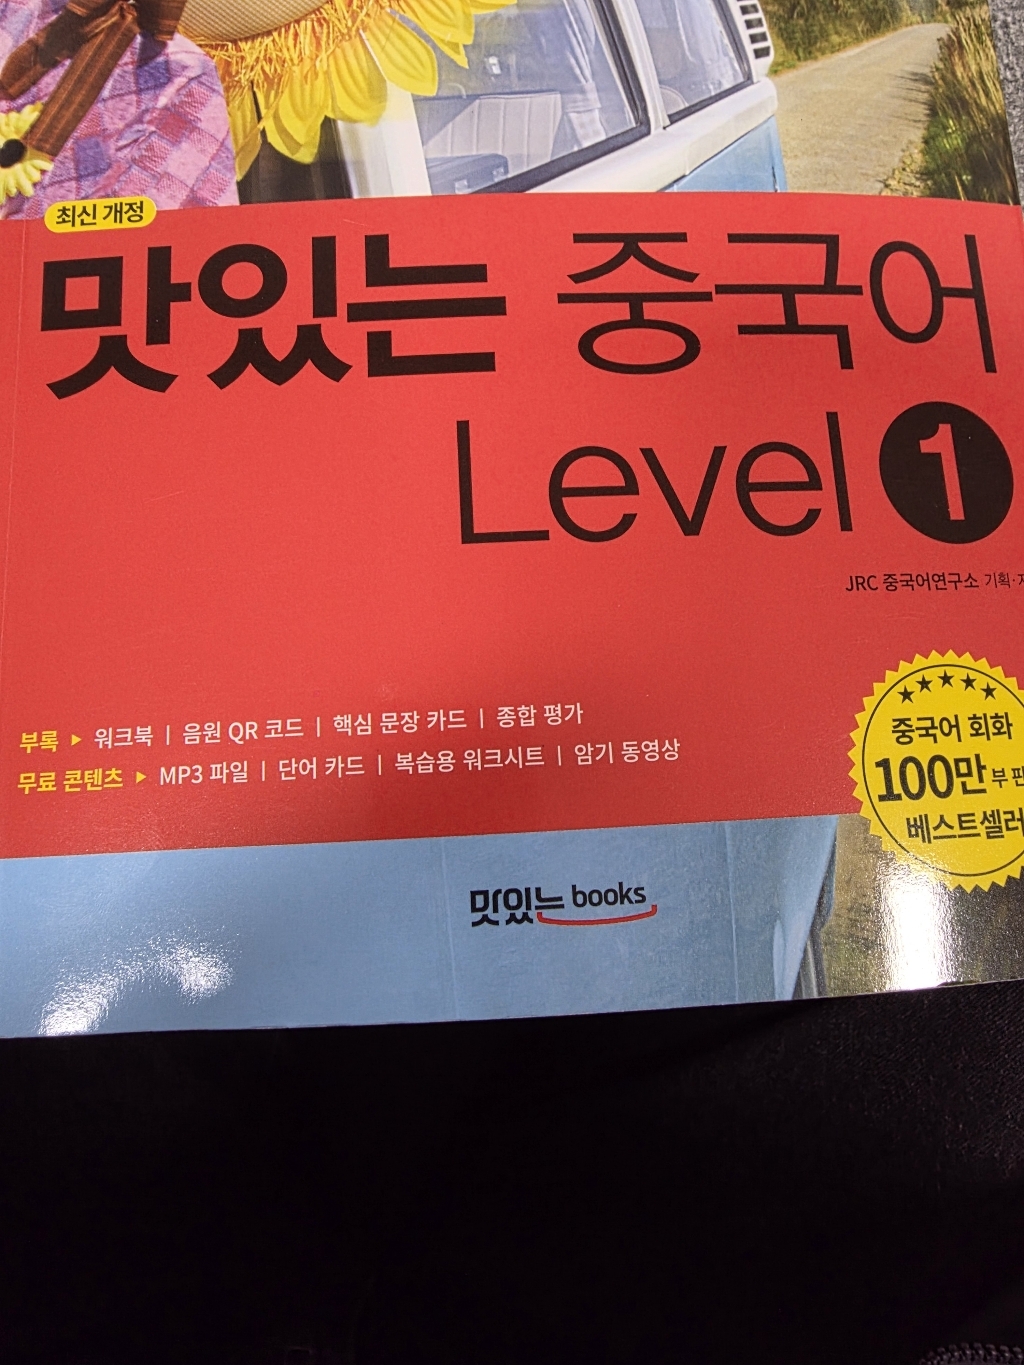 최신 개정
맛있는 중국어
Level 1
JRC 중국어연구소 기획·
부록 ▶ 워크북 | 음원 QR 코드 | 핵심 문장 카드 | 종합 평가
무료 콘텐츠 ▶ MP3 파일 | 단어 카드 | 복습용 워크시트 | 암기 동영상
★★★★★
중국어 회화
100만 부
베스트셀러
맛있는 books